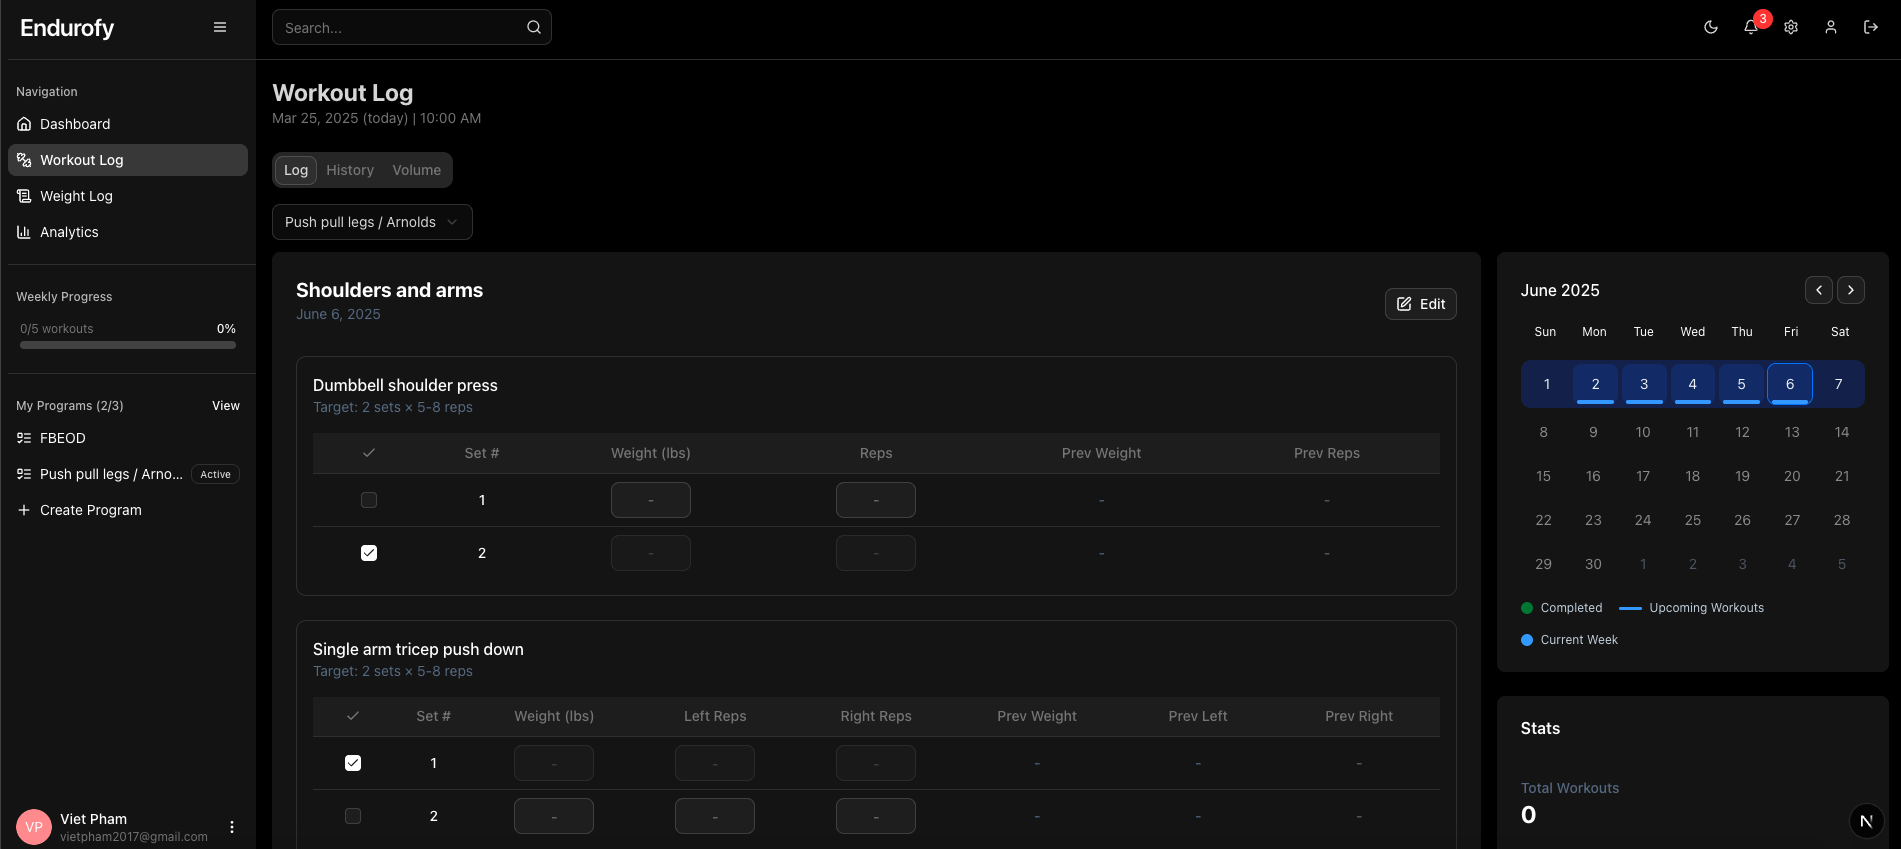 Endurofy
Search...
3
Navigation
Dashboard
Workout Log
Weight Log
Analytics
Weekly Progress
0/5 workouts 0%
My Programs (2/3) View
FBEOD
Push pull legs / Arno... Active
Create Program
VP
Viet Pham
vietpham2017@gmail.com
Workout Log
Mar 25, 2025 (today) | 10:00 AM
Log History Volume
Push pull legs / Arnolds
Shoulders and arms
June 6, 2025
Edit
Dumbbell shoulder press
Target: 2 sets × 5-8 reps
Set # Weight (lbs) Reps Prev Weight Prev Reps
1 - - - -
2 - - - -
Single arm tricep push down
Target: 2 sets × 5-8 reps
Set # Weight (lbs) Left Reps Right Reps Prev Weight Prev Left Prev Right
1 - - - - - -
2 - - - - - -
June 2025
Sun Mon Tue Wed Thu Fri Sat
1 2 3 4 5 6 7
8 9 10 11 12 13 14
15 16 17 18 19 20 21
22 23 24 25 26 27 28
29 30 1 2 3 4 5
Completed Upcoming Workouts
Current Week
Stats
Total Workouts
0
N